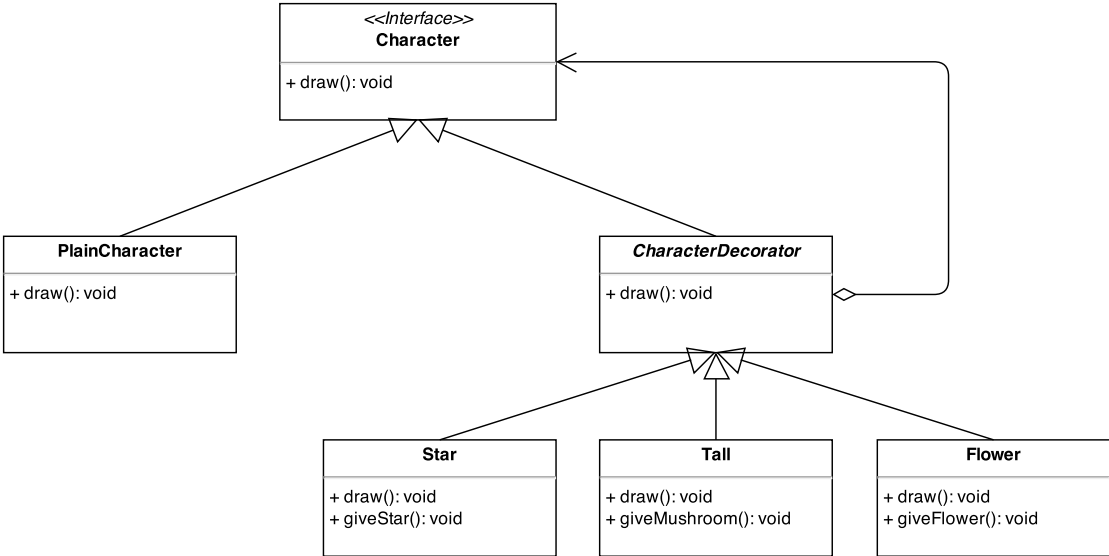 <<Interface>>
Character
+ draw(): void
PlainCharacter
+ draw(): void
CharacterDecorator
+ draw(): void
Star
+ draw(): void
+ giveStar(): void
Tall
+ draw(): void
+ giveMushroom(): void
Flower
+ draw(): void
+ giveFlower(): void